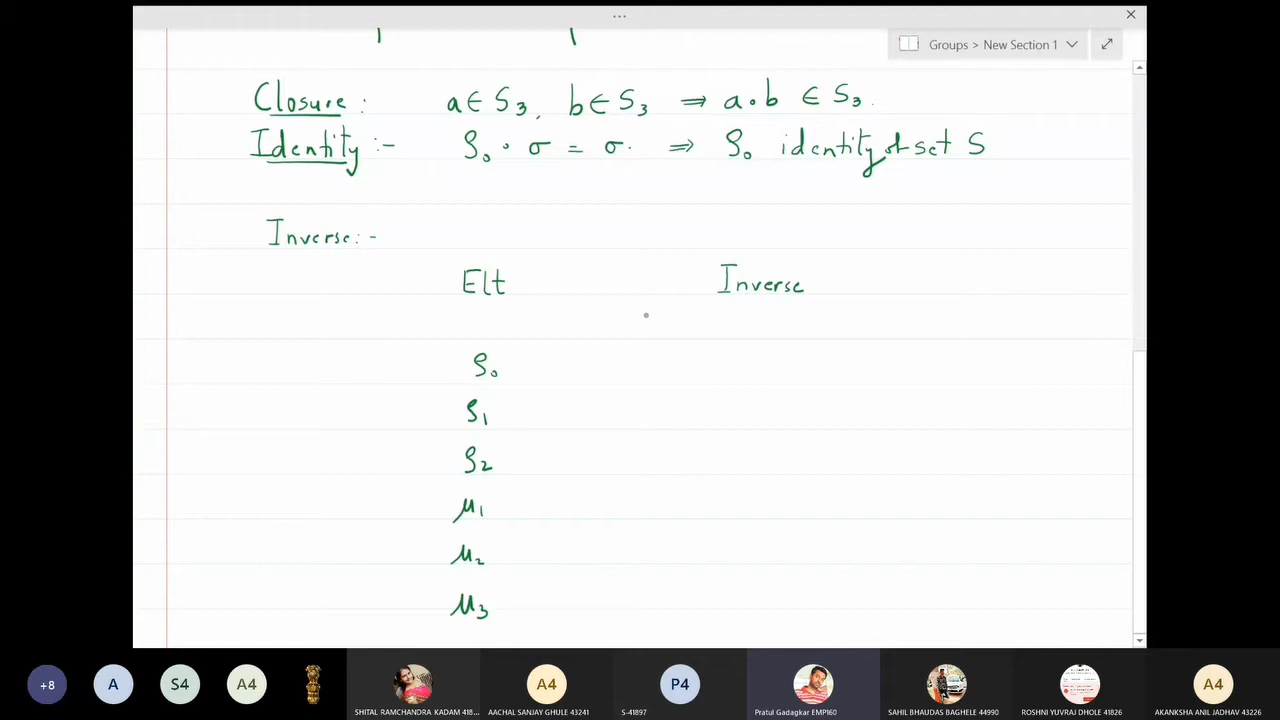 Groups > New Section 1
Closure : a ∈ S₃, b ∈ S₃ ⇒ a · b ∈ S₃.
Identity :- ρ₀ · σ = σ. ⇒ ρ₀ identity of set S
Inverse :-
Elt Inverse
ρ₀
ρ₁
ρ₂
μ₁
μ₂
μ₃
+8 A S4 A4 A4 P4 A4
SHITAL RAMCHANDRA KADAM 418... AACHAL SANJAY GHULE 43241 S-41897 Pratul Gadagkar EMP160 SAHIL BHAUDAS BAGHELE 44990 ROSHNI YUVRAJ DHOLE 41826 AKANKSHA ANIL JADHAV 43226